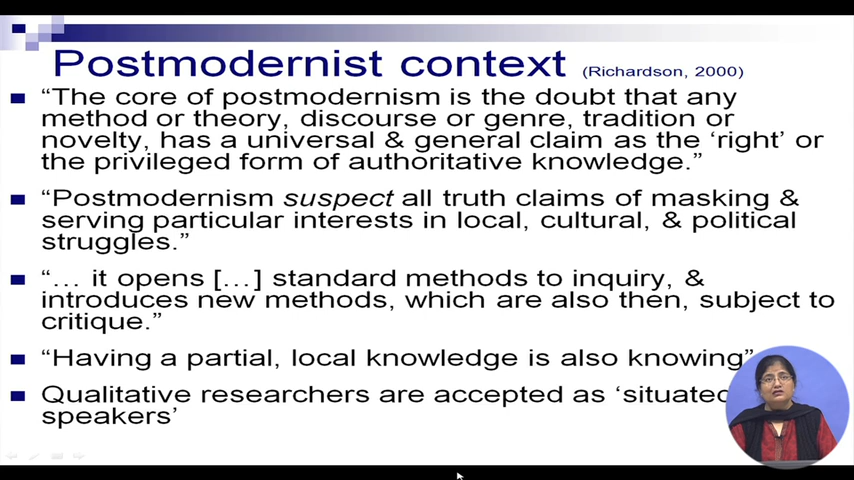 Postmodernist context (Richardson, 2000)
“The core of postmodernism is the doubt that any
method or theory, discourse or genre, tradition or
novelty, has a universal & general claim as the ‘right’ or
the privileged form of authoritative knowledge.”
“Postmodernism suspect all truth claims of masking &
serving particular interests in local, cultural, & political
struggles.”
“… it opens […] standard methods to inquiry, &
introduces new methods, which are also then, subject to
critique.”
“Having a partial, local knowledge is also knowing”
Qualitative researchers are accepted as ‘situated
speakers’